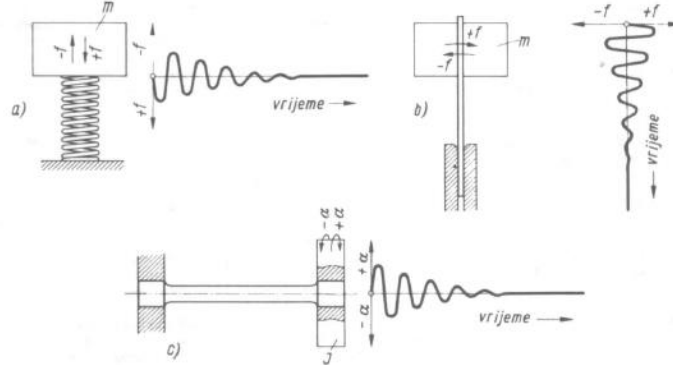 m
-f +f
-f
+f
vrijeme
a)
-f +f
+f
-f
m
vrijeme
b)
-α +α
+α
-α
vrijeme
c)
J